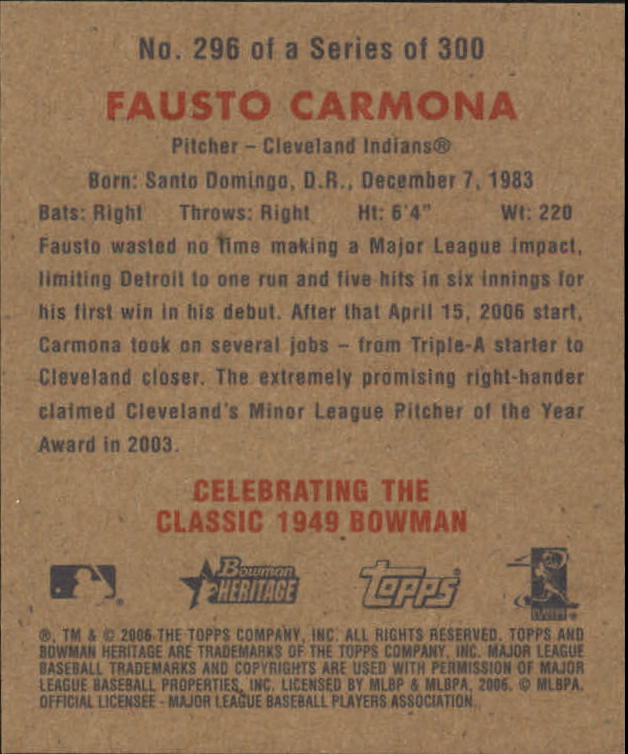 No. 296 of a Series of 300
FAUSTO CARMONA
Pitcher – Cleveland Indians®
Born: Santo Domingo, D.R., December 7, 1983
Bats: Right Throws: Right Ht: 6'4" Wt: 220
Fausto wasted no time making a Major League impact,
limiting Detroit to one run and five hits in six innings for
his first win in his debut. After that April 15, 2006 start,
Carmona took on several jobs – from Triple-A starter to
Cleveland closer. The extremely promising right-hander
claimed Cleveland's Minor League Pitcher of the Year
Award in 2003.
CELEBRATING THE
CLASSIC 1949 BOWMAN
Bowman
HERITAGE
Topps®
®, TM & © 2006 THE TOPPS COMPANY, INC. ALL RIGHTS RESERVED. TOPPS AND
BOWMAN HERITAGE ARE TRADEMARKS OF THE TOPPS COMPANY, INC. MAJOR LEAGUE
BASEBALL TRADEMARKS AND COPYRIGHTS ARE USED WITH PERMISSION OF MAJOR
LEAGUE BASEBALL PROPERTIES, INC. LICENSED BY MLBP & MLBPA, 2006. © MLBPA.
OFFICIAL LICENSEE - MAJOR LEAGUE BASEBALL PLAYERS ASSOCIATION.